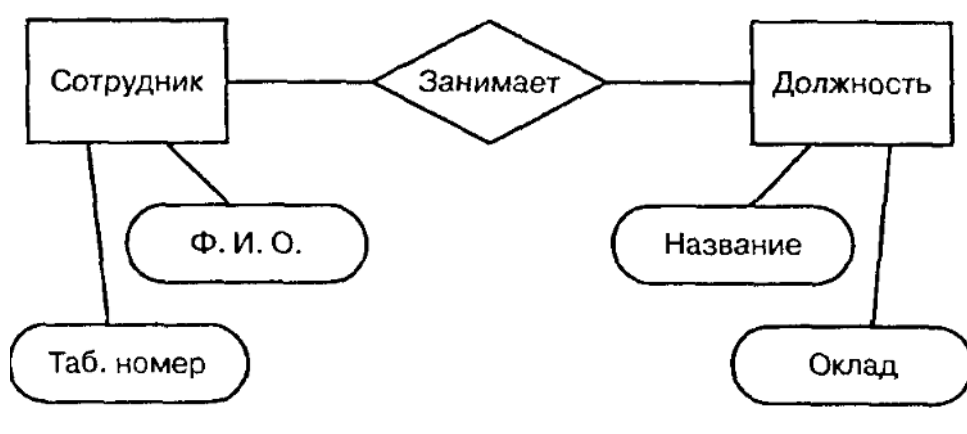 Сотрудник
Занимает
Должность
Ф. И. О.
Название
Таб. номер
Оклад